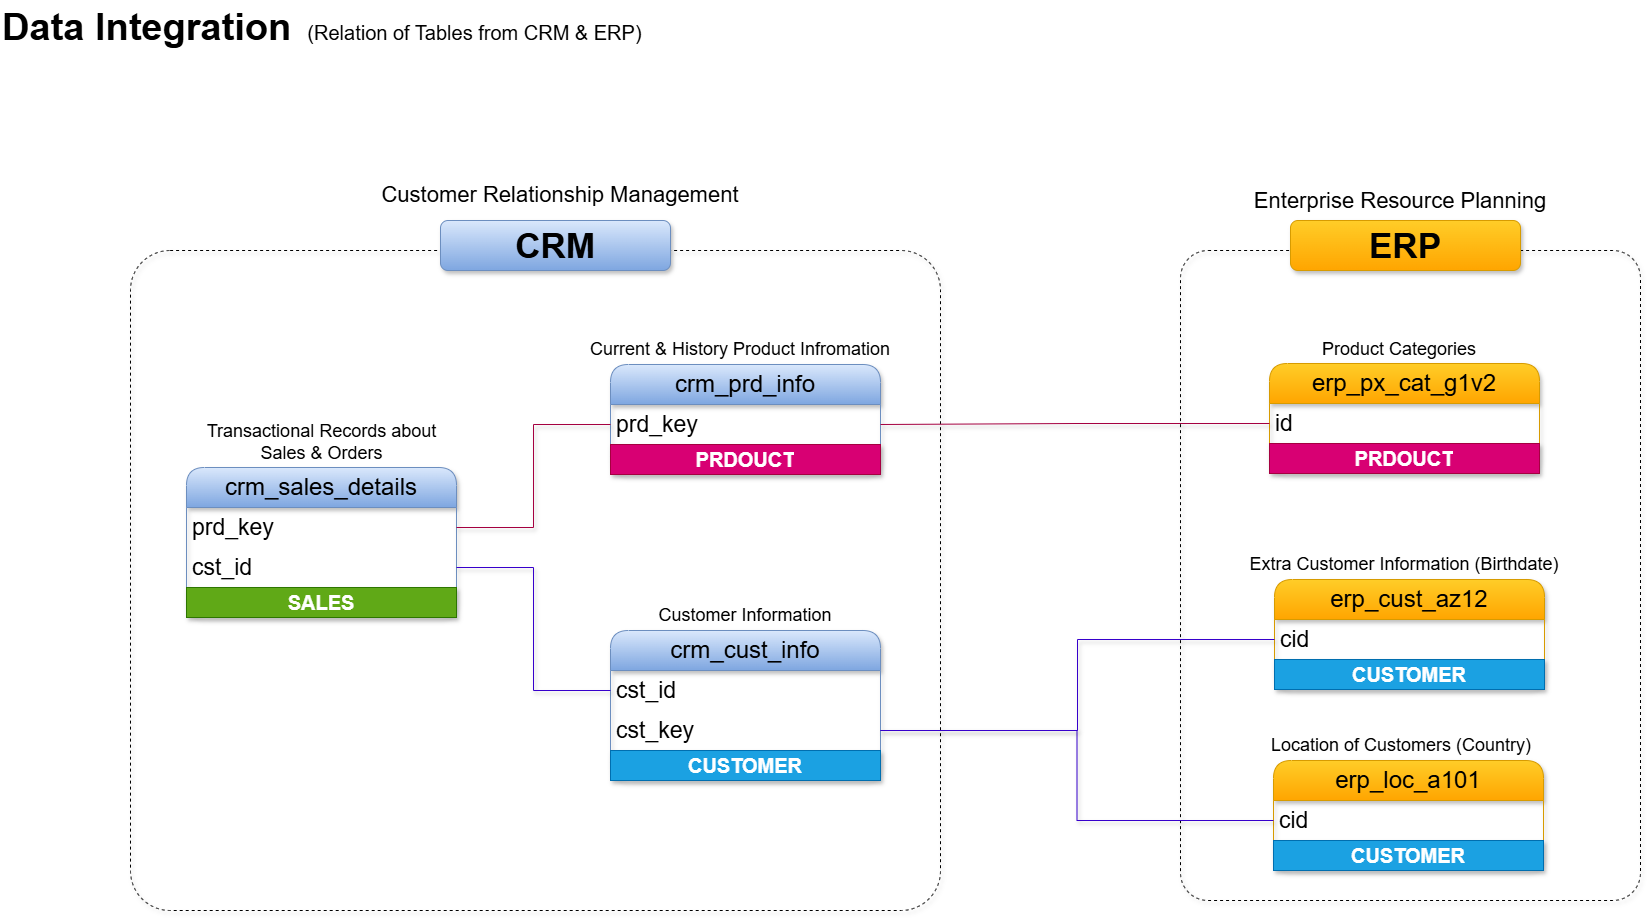 Data Integration (Relation of Tables from CRM & ERP)
Customer Relationship Management
CRM
Current & History Product Infromation
crm_prd_info
prd_key
PRDOUCT
Transactional Records about
Sales & Orders
crm_sales_details
prd_key
cst_id
SALES
Customer Information
crm_cust_info
cst_id
cst_key
CUSTOMER
Enterprise Resource Planning
ERP
Product Categories
erp_px_cat_g1v2
id
PRDOUCT
Extra Customer Information (Birthdate)
erp_cust_az12
cid
CUSTOMER
Location of Customers (Country)
erp_loc_a101
cid
CUSTOMER